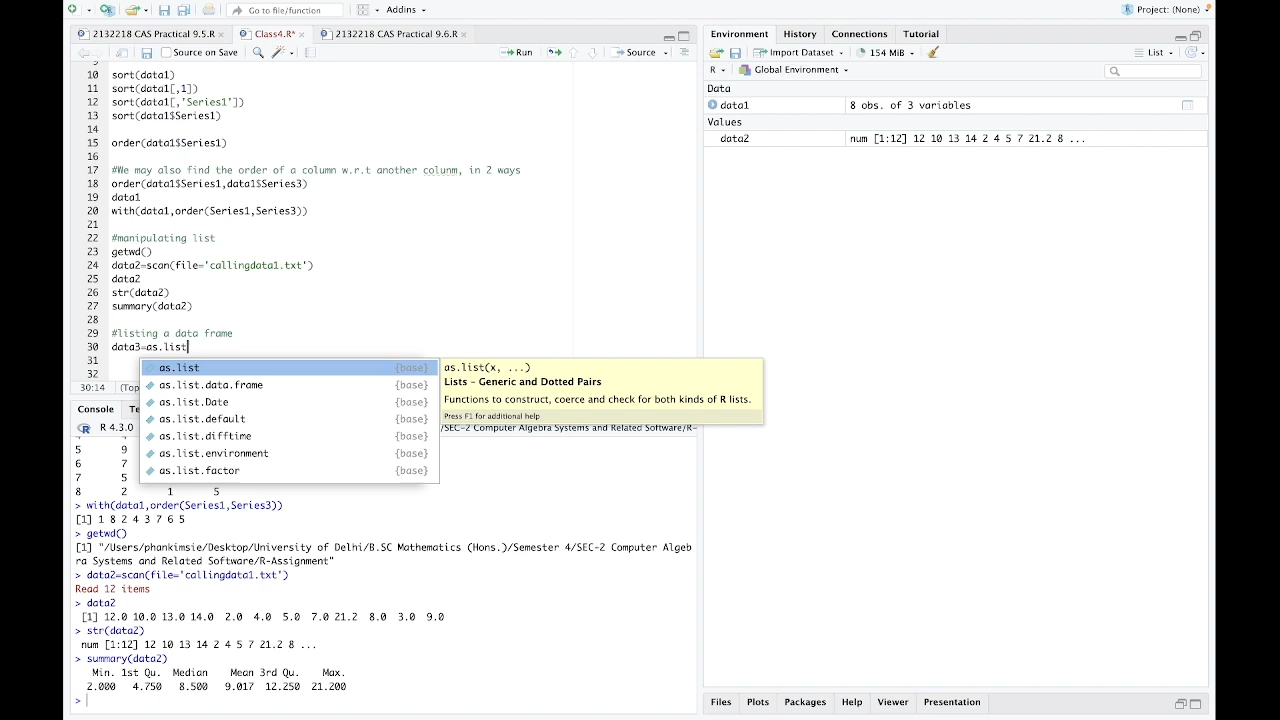 Go to file/function
Addins
Project: (None)
2132218 CAS Practical 9.5.R
Class4.R*
2132218 CAS Practical 9.6.R
Source on Save
Run
Source
10 sort(data1)
11 sort(data1[,1])
12 sort(data1[,'Series1'])
13 sort(data1$Series1)
14
15 order(data1$Series1)
16
17 #We may also find the order of a column w.r.t another colunm, in 2 ways
18 order(data1$Series1,data1$Series3)
19 data1
20 with(data1,order(Series1,Series3))
21
22 #manipulating list
23 getwd()
24 data2=scan(file='callingdata1.txt')
25 data2
26 str(data2)
27 summary(data2)
28
29 #listing a data frame
30 data3=as.list
31
32
30:14 (Top
as.list {base}
as.list.data.frame {base}
as.list.Date {base}
as.list.default {base}
as.list.difftime {base}
as.list.environment {base}
as.list.factor {base}
as.list(x, ...)
Lists – Generic and Dotted Pairs
Functions to construct, coerce and check for both kinds of R lists.
Press F1 for additional help
Console Te
R 4.3.0
/SEC-2 Computer Algebra Systems and Related Software/R-
5 9
6 7
7 5
8 2 1 5
> with(data1,order(Series1,Series3))
[1] 1 8 2 4 3 7 6 5
> getwd()
[1] "/Users/phankimsie/Desktop/University of Delhi/B.SC Mathematics (Hons.)/Semester 4/SEC-2 Computer Algeb
ra Systems and Related Software/R-Assignment"
> data2=scan(file='callingdata1.txt')
Read 12 items
> data2
[1] 12.0 10.0 13.0 14.0 2.0 4.0 5.0 7.0 21.2 8.0 3.0 9.0
> str(data2)
num [1:12] 12 10 13 14 2 4 5 7 21.2 8 ...
> summary(data2)
Min. 1st Qu. Median Mean 3rd Qu. Max.
2.000 4.750 8.500 9.017 12.250 21.200
>
Environment History Connections Tutorial
Import Dataset 154 MiB List
R Global Environment
Data
data1 8 obs. of 3 variables
Values
data2 num [1:12] 12 10 13 14 2 4 5 7 21.2 8 ...
Files Plots Packages Help Viewer Presentation